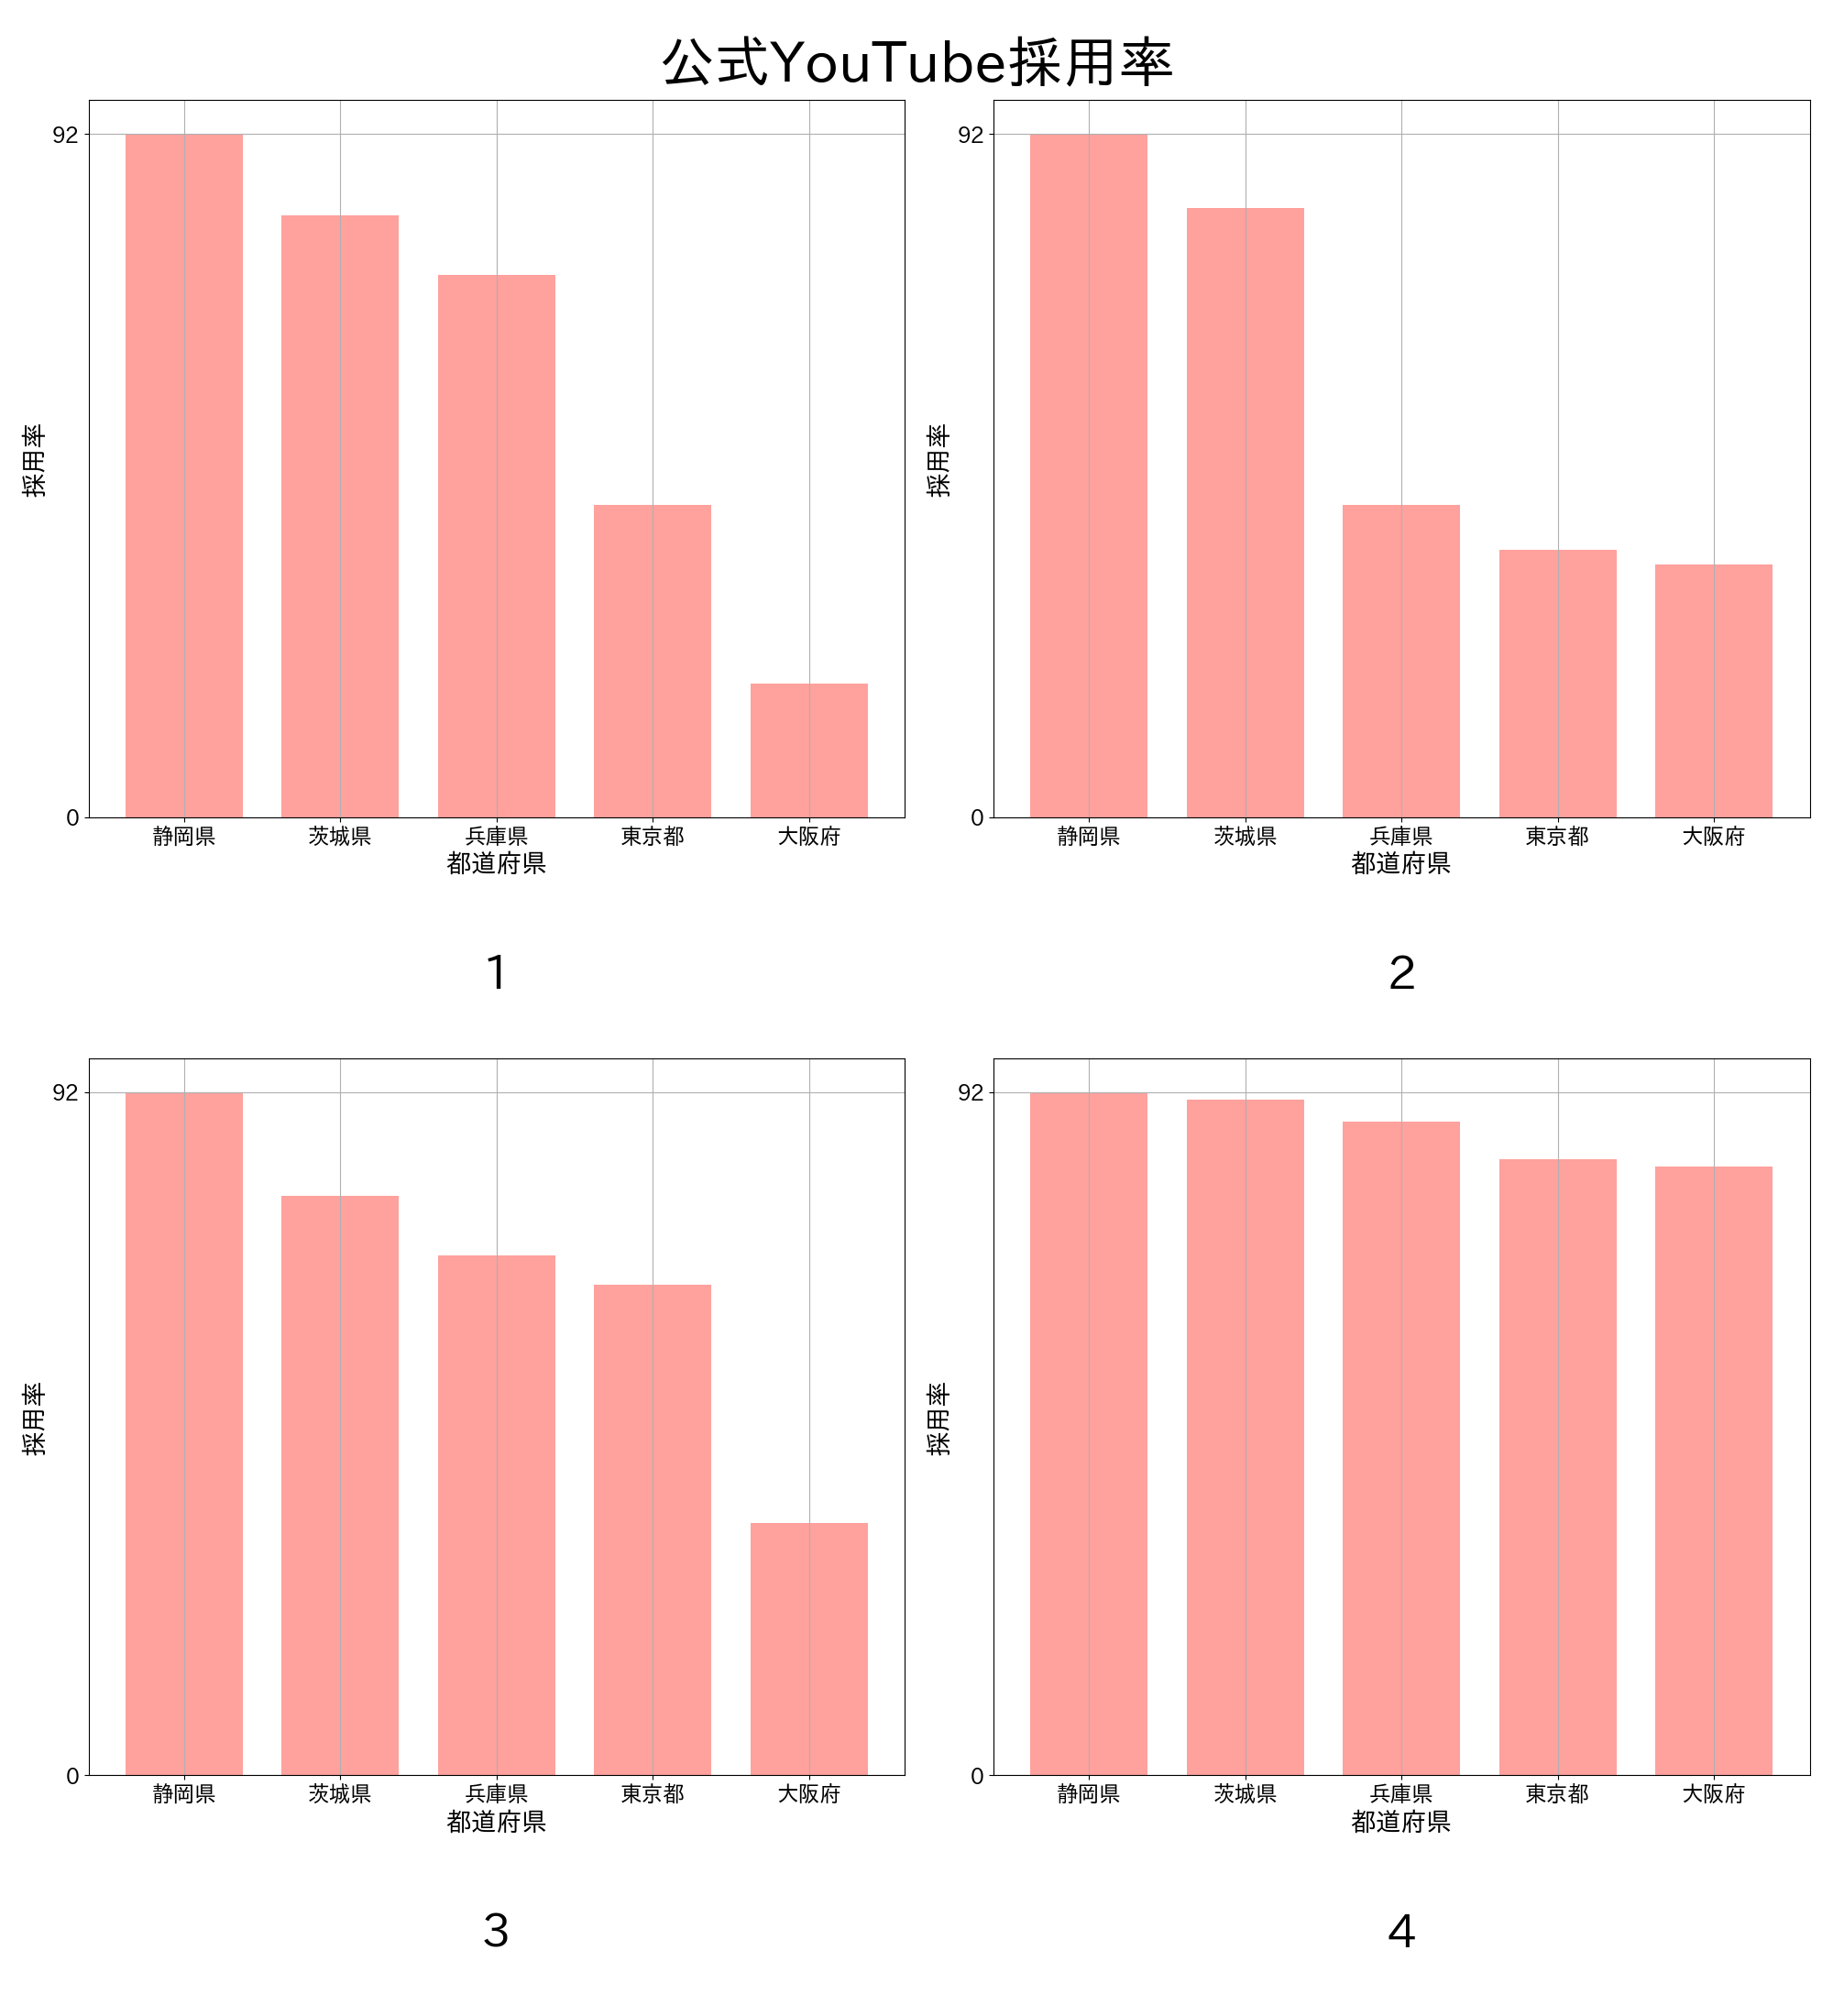 公式YouTube採用率
92
0
採用率
静岡県 茨城県 兵庫県 東京都 大阪府
都道府県
1
92
0
採用率
静岡県 茨城県 兵庫県 東京都 大阪府
都道府県
2
92
0
採用率
静岡県 茨城県 兵庫県 東京都 大阪府
都道府県
3
92
0
採用率
静岡県 茨城県 兵庫県 東京都 大阪府
都道府県
4